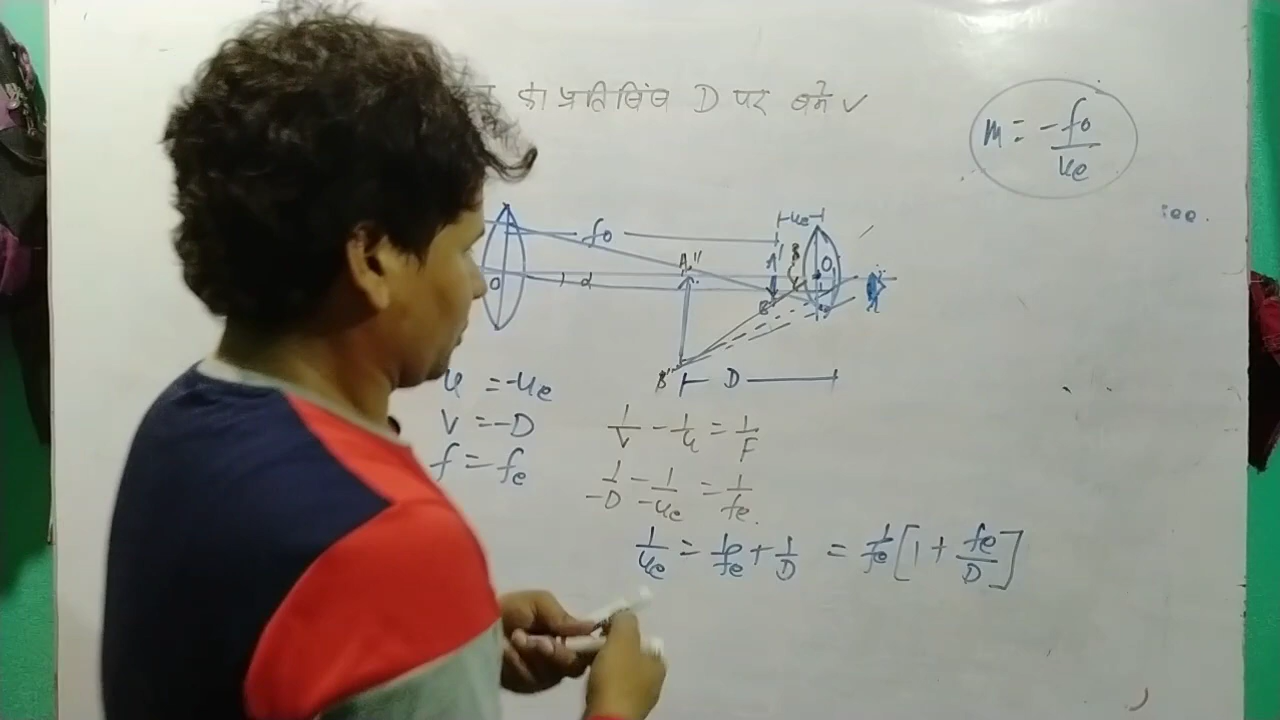 का प्रतिबिंब D पर बने
m = -fo/ue
fo
ue
A" A' B O
O α
B" D
u = -ue
v = -D
f = fe
1/v - 1/u = 1/F
1/-D - 1/-ue = 1/fe.
1/ue = 1/fe + 1/D = 1/fe [1 + fe/D]